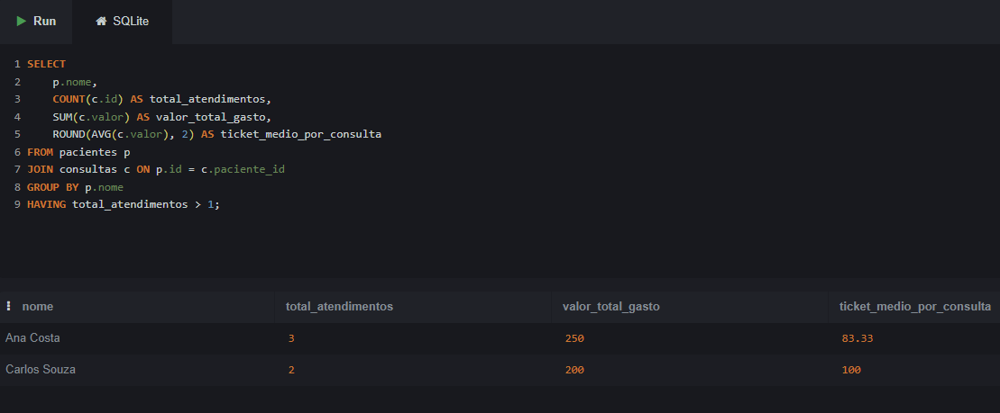 Run SQLite
1 SELECT
2 p.nome,
3 COUNT(c.id) AS total_atendimentos,
4 SUM(c.valor) AS valor_total_gasto,
5 ROUND(AVG(c.valor), 2) AS ticket_medio_por_consulta
6 FROM pacientes p
7 JOIN consultas c ON p.id = c.paciente_id
8 GROUP BY p.nome
9 HAVING total_atendimentos > 1;
nome total_atendimentos valor_total_gasto ticket_medio_por_consulta
Ana Costa 3 250 83.33
Carlos Souza 2 200 100